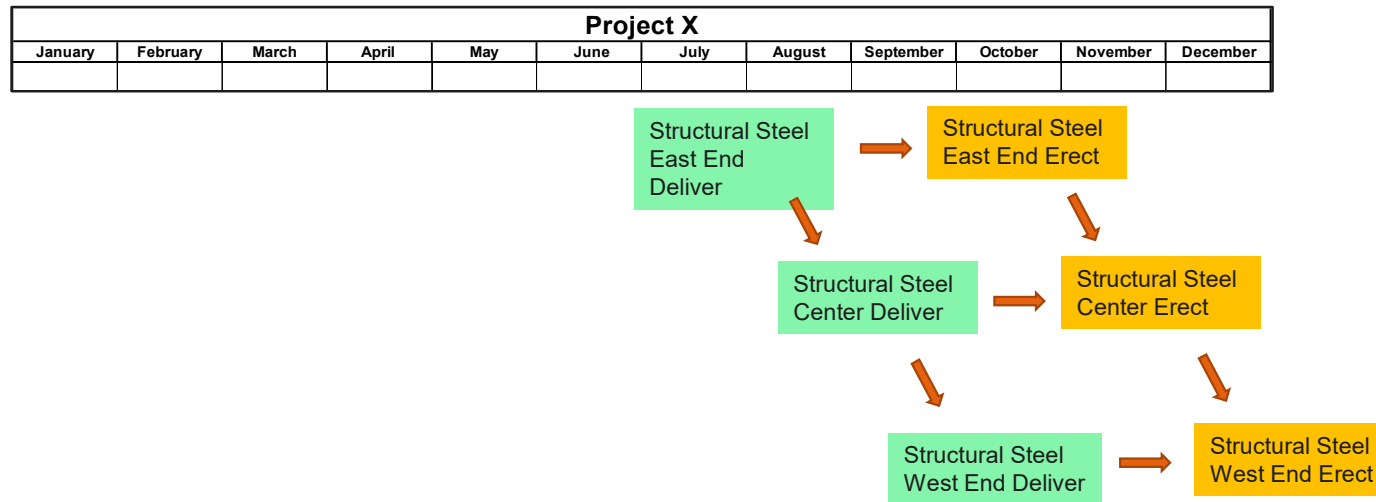 Project X
January February March April May June July August September October November December
Structural Steel
East End
Deliver
Structural Steel
East End Erect
Structural Steel
Center Deliver
Structural Steel
Center Erect
Structural Steel
West End Deliver
Structural Steel
West End Erect